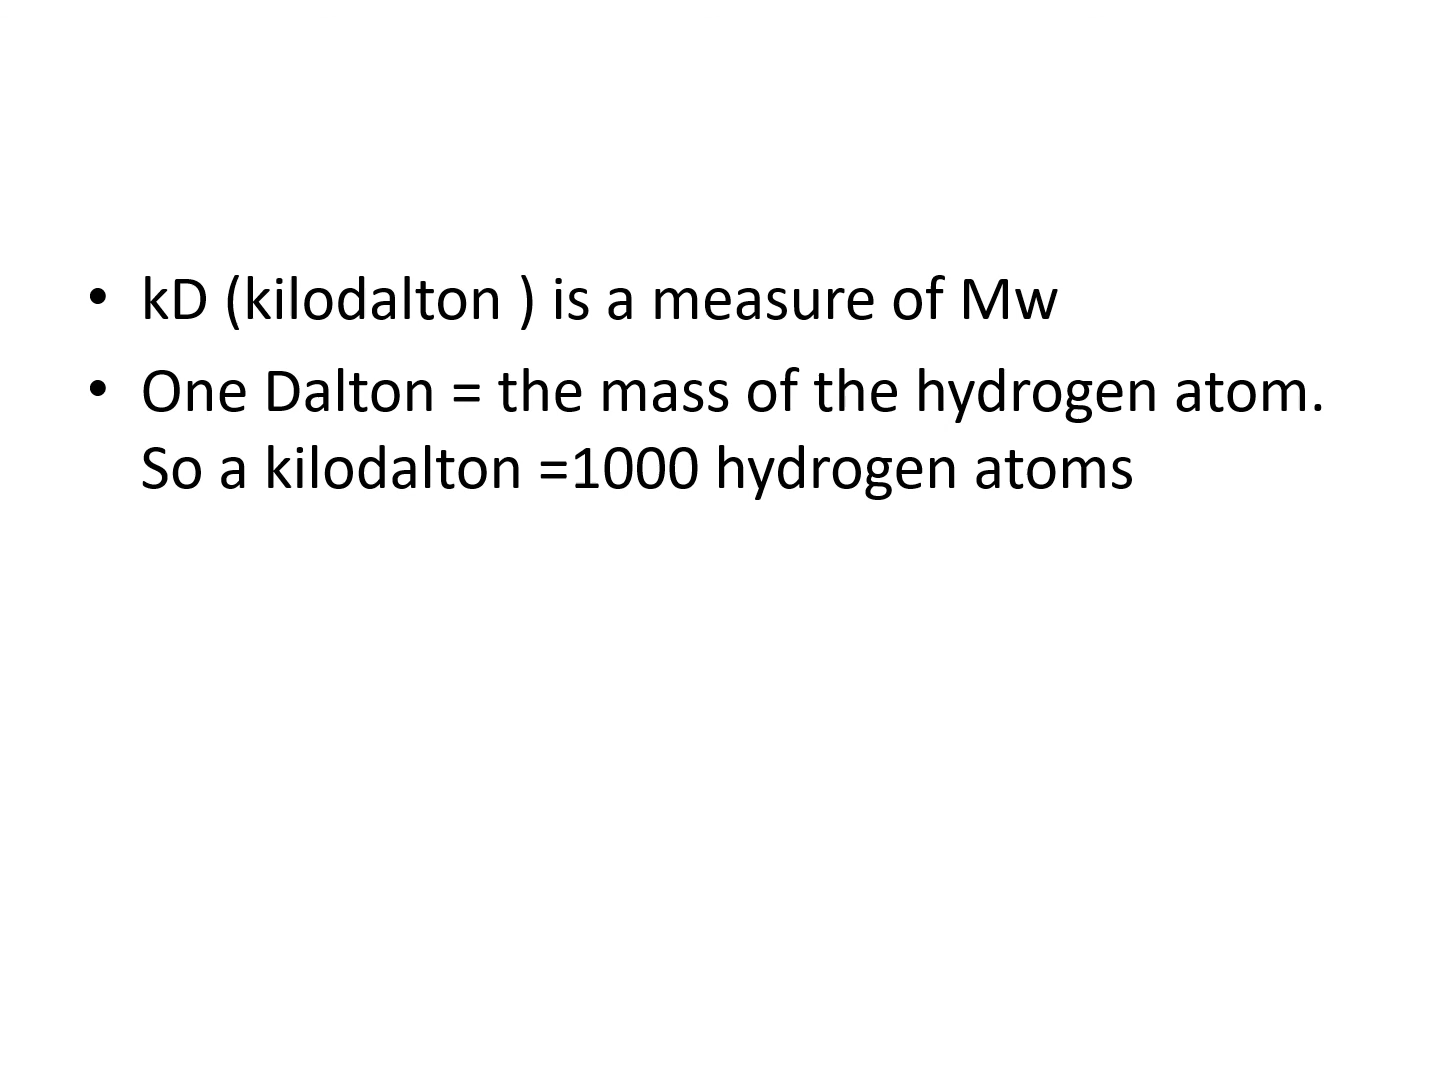 • kD (kilodalton ) is a measure of Mw
• One Dalton = the mass of the hydrogen atom.
So a kilodalton =1000 hydrogen atoms